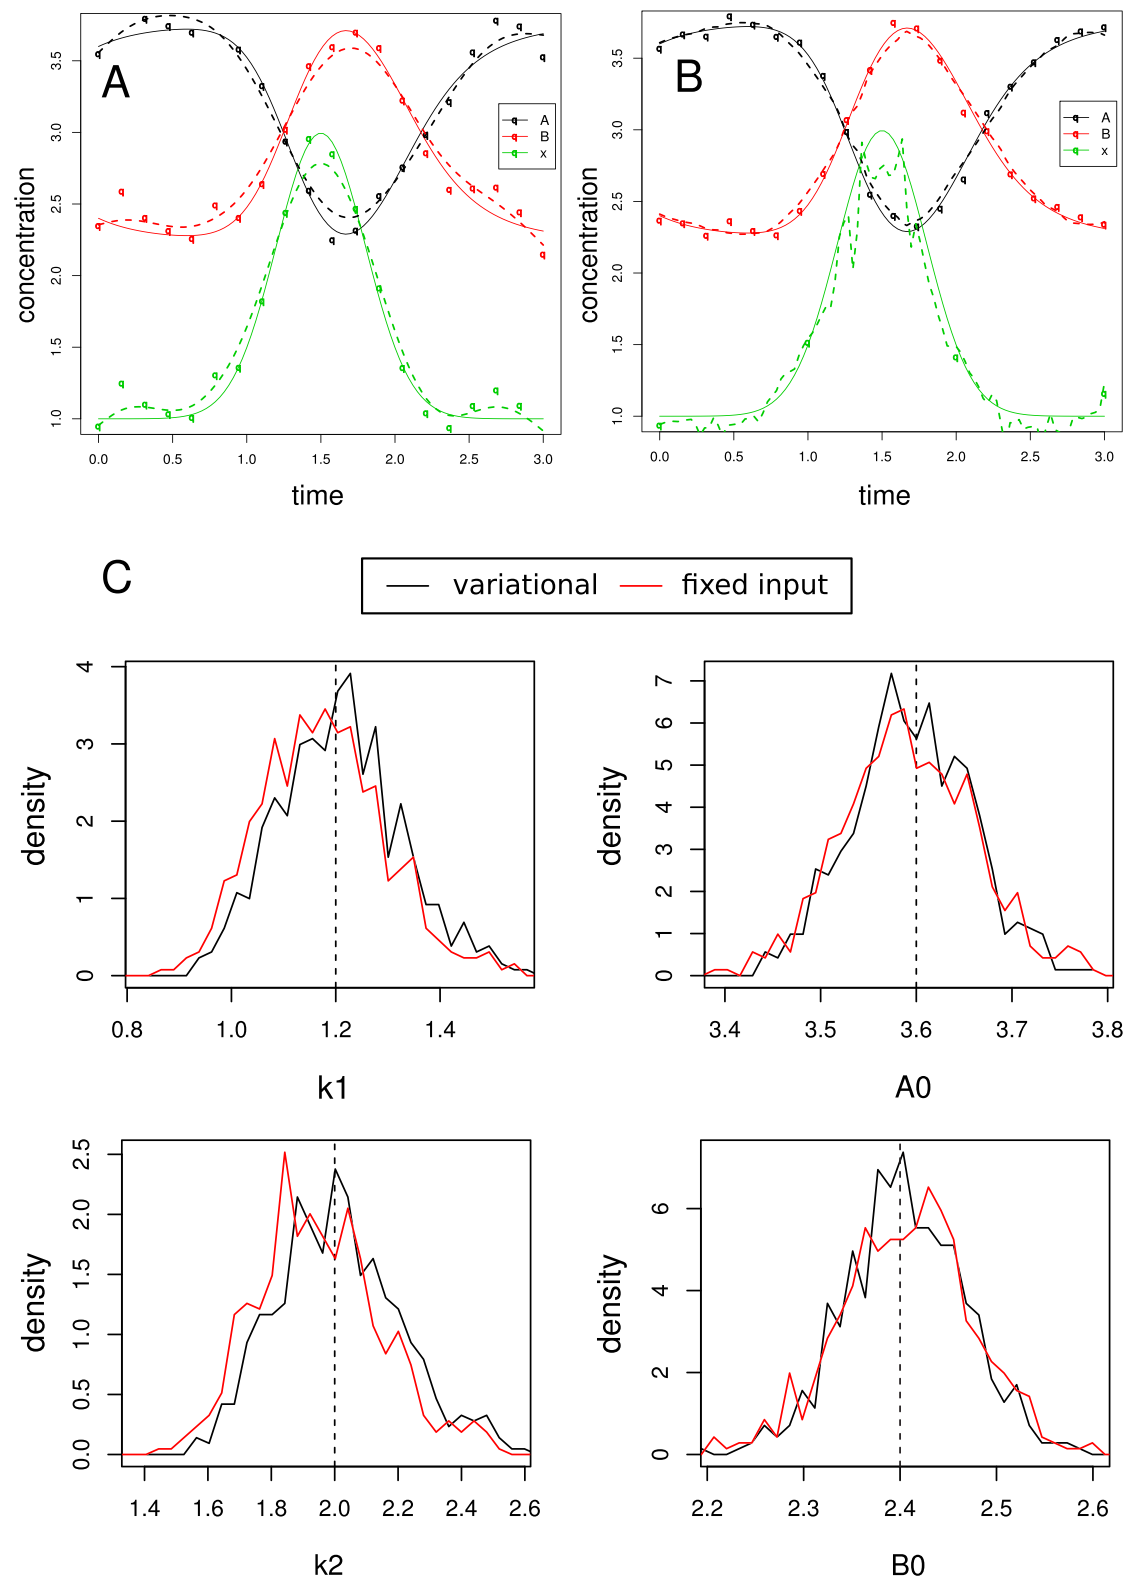 A
concentration
3.5
3.0
2.5
2.0
1.5
1.0
0.0 0.5 1.0 1.5 2.0 2.5 3.0
time
q A
q B
q x
B
concentration
3.5
3.0
2.5
2.0
1.5
1.0
0.0 0.5 1.0 1.5 2.0 2.5 3.0
time
q A
q B
q x
C
variational fixed input
density
4
3
2
1
0
0.8 1.0 1.2 1.4
k1
density
7
6
5
4
3
2
1
0
3.4 3.5 3.6 3.7 3.8
A0
density
2.5
2.0
1.5
1.0
0.5
0.0
1.4 1.6 1.8 2.0 2.2 2.4 2.6
k2
density
6
4
2
0
2.2 2.3 2.4 2.5 2.6
B0